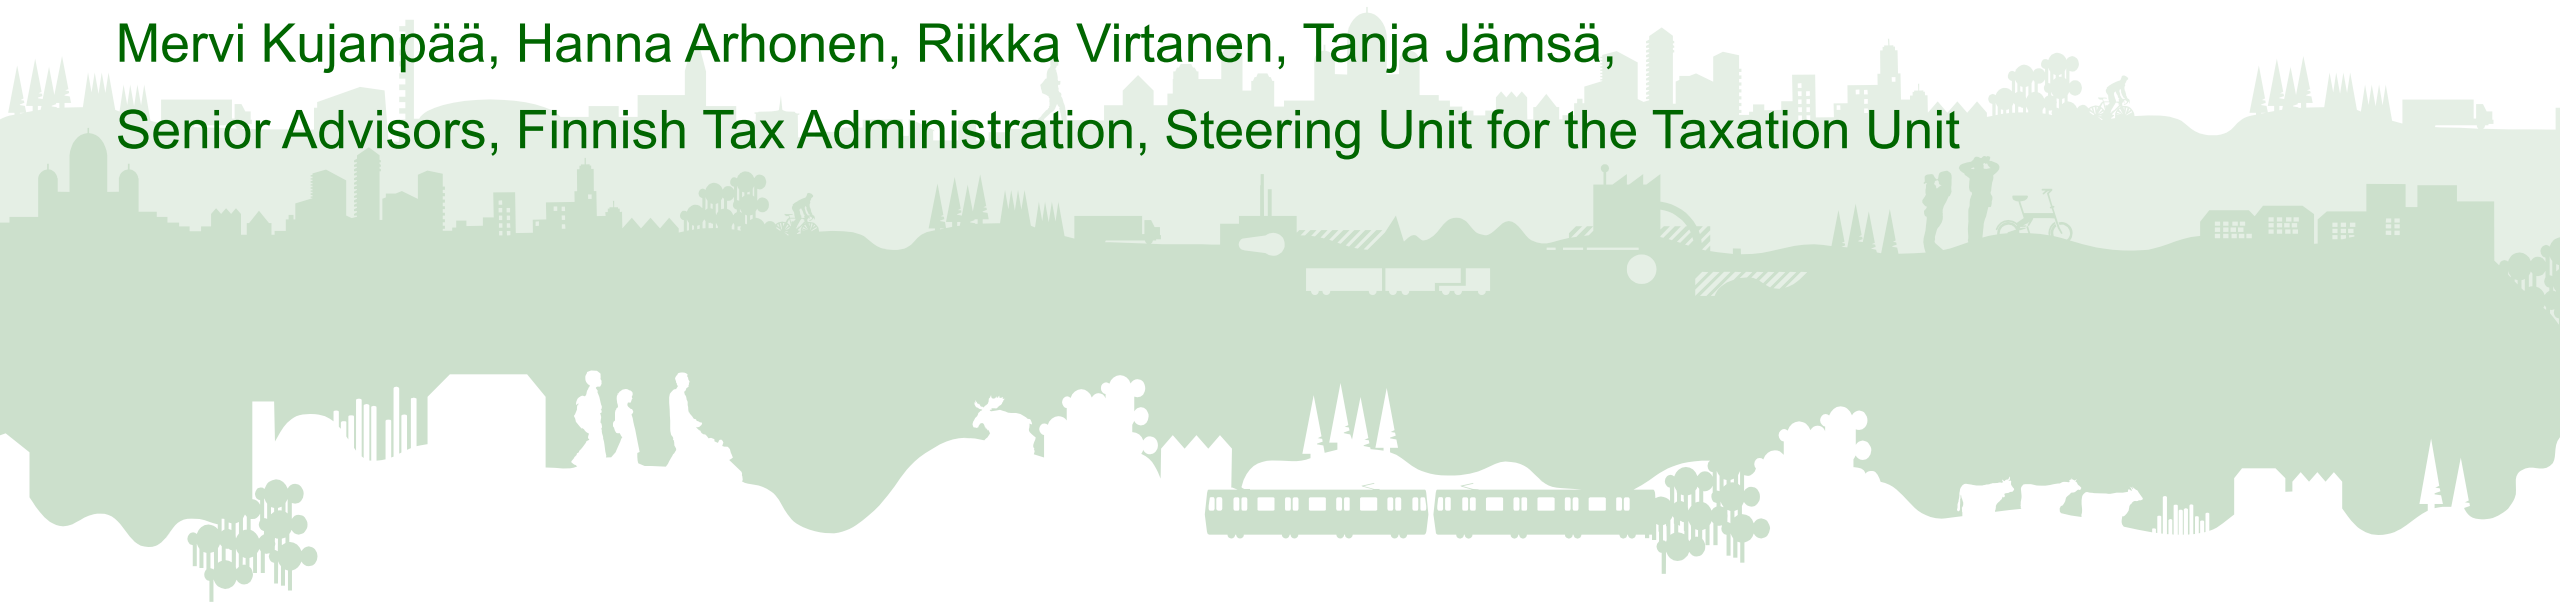 Mervi Kujanpää, Hanna Arhonen, Riikka Virtanen, Tanja Jämsä,
Senior Advisors, Finnish Tax Administration, Steering Unit for the Taxation Unit